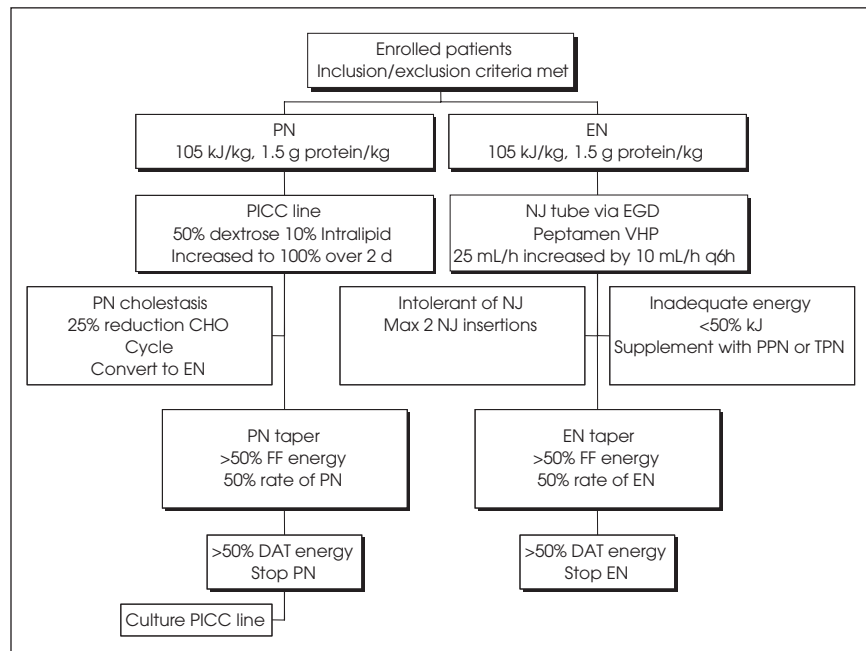 Enrolled patients
Inclusion/exclusion criteria met
PN
105 kJ/kg, 1.5 g protein/kg
EN
105 kJ/kg, 1.5 g protein/kg
PICC line
50% dextrose 10% Intralipid
Increased to 100% over 2 d
NJ tube via EGD
Peptamen VHP
25 mL/h increased by 10 mL/h q6h
PN cholestasis
25% reduction CHO
Cycle
Convert to EN
Intolerant of NJ
Max 2 NJ insertions
Inadequate energy
<50% kJ
Supplement with PPN or TPN
PN taper
>50% FF energy
50% rate of PN
EN taper
>50% FF energy
50% rate of EN
>50% DAT energy
Stop PN
>50% DAT energy
Stop EN
Culture PICC line